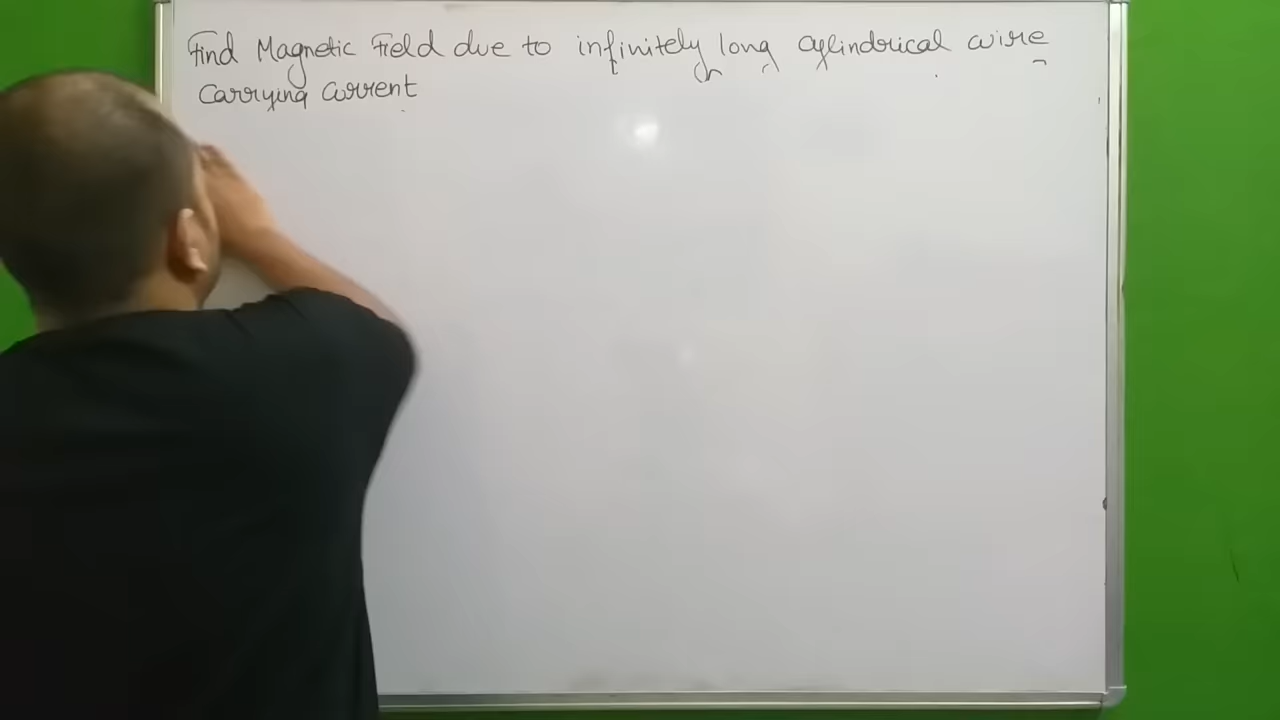 Find Magnetic Field due to infinitely long cylindrical wire
carrying current